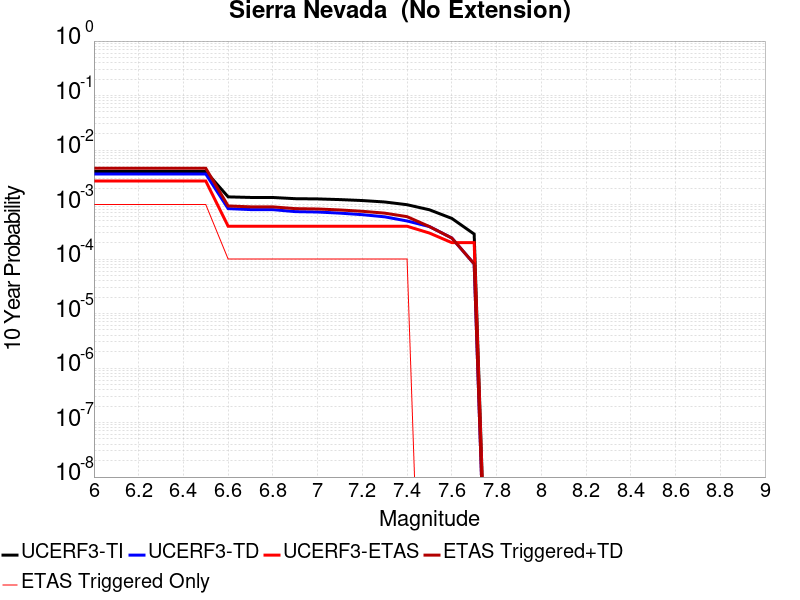 Sierra Nevada  (No Extension)
10^0
10^-1
10^-2
10^-3
10^-4
10^-5
10^-6
10^-7
10^-8
10 Year Probability
6 6.2 6.4 6.6 6.8 7 7.2 7.4 7.6 7.8 8 8.2 8.4 8.6 8.8 9
Magnitude
UCERF3-TI UCERF3-TD UCERF3-ETAS ETAS Triggered+TD
ETAS Triggered Only